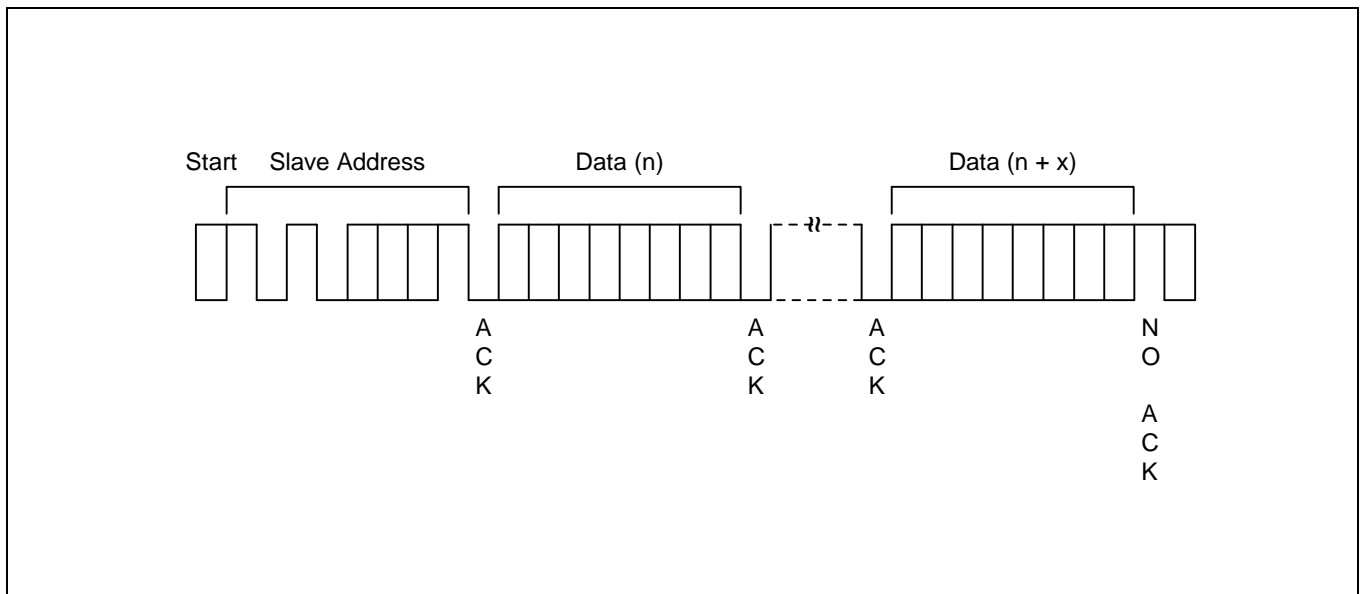 Start
Slave Address
Data (n)
Data (n + x)
A
C
K
A
C
K
A
C
K
N
O
A
C
K